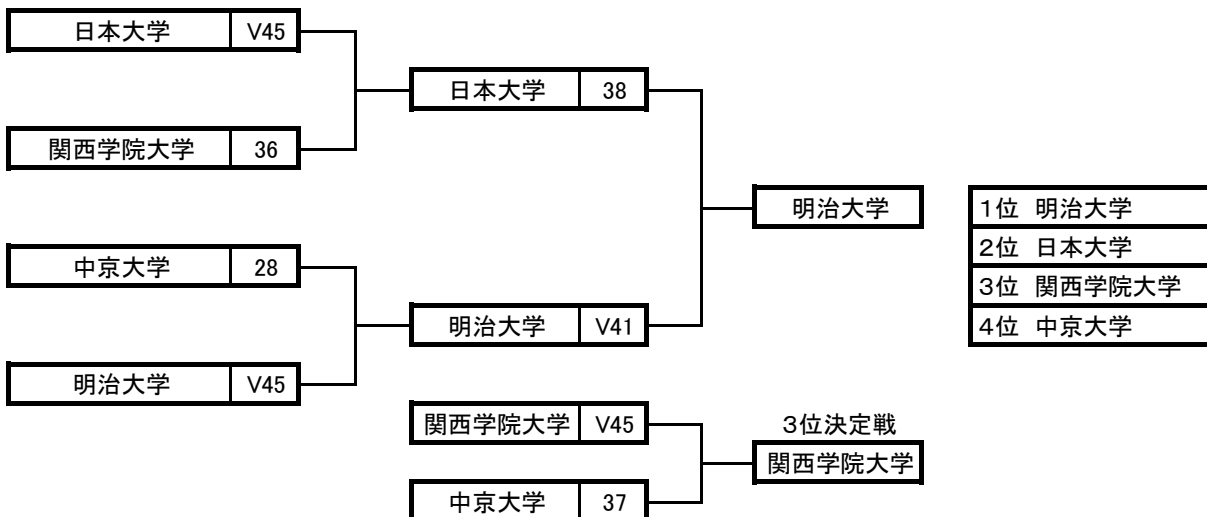 日本大学 V45
日本大学 38
関西学院大学 36
明治大学
1位 明治大学
2位 日本大学
3位 関西学院大学
4位 中京大学
中京大学 28
明治大学 V41
明治大学 V45
関西学院大学 V45
3位決定戦
関西学院大学
中京大学 37